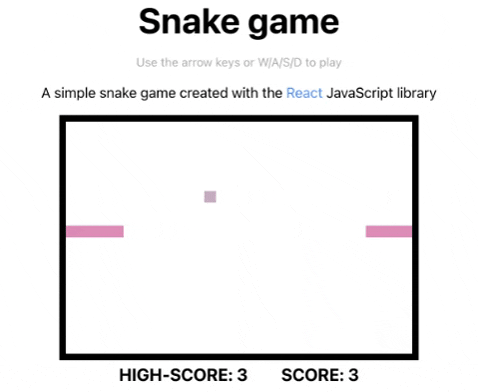 Snake game
Use the arrow keys or W/A/S/D to play
A simple snake game created with the React JavaScript library
HIGH-SCORE: 3 SCORE: 3